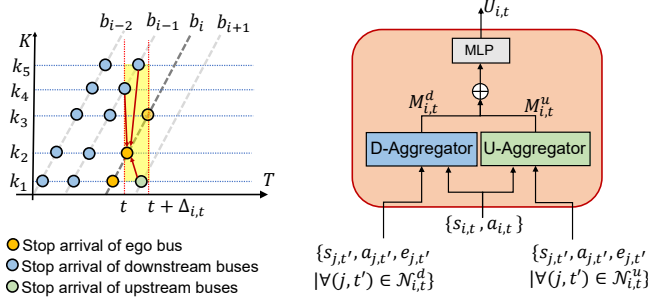 K
b_{i-2}
b_{i-1}
b_i
b_{i+1}
k_5
k_4
k_3
k_2
k_1
T
t
t + Δ_{i,t}
Stop arrival of ego bus
Stop arrival of downstream buses
Stop arrival of upstream buses
U_{i,t}
MLP
⊕
M^d_{i,t}
M^u_{i,t}
D-Aggregator
U-Aggregator
{s_{i,t}, a_{i,t}}
{s_{j,t'}, a_{j,t'}, e_{j,t'}
|∀(j, t') ∈ 𝒩^d_{i,t}}
{s_{j,t'}, a_{j,t'}, e_{j,t'}
|∀(j, t') ∈ 𝒩^u_{i,t}}